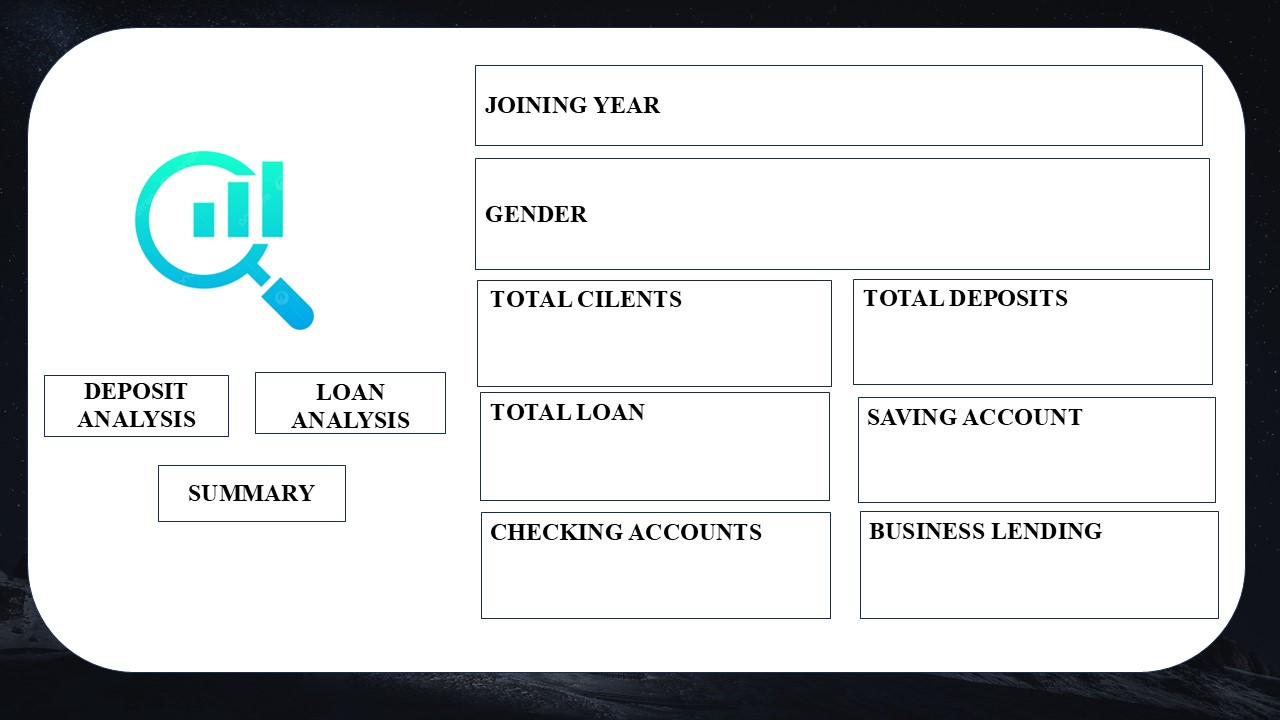 JOINING YEAR
GENDER
TOTAL CILENTS
TOTAL DEPOSITS
TOTAL LOAN
SAVING ACCOUNT
CHECKING ACCOUNTS
BUSINESS LENDING
DEPOSIT
ANALYSIS
LOAN
ANALYSIS
SUMMARY